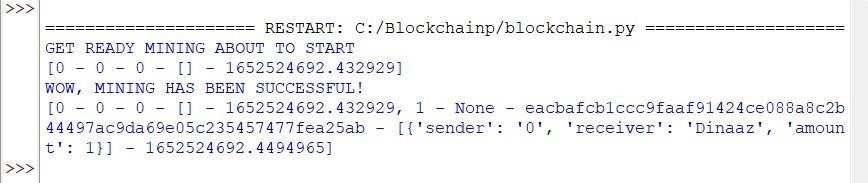 >>>
===================== RESTART: C:/Blockchainp/blockchain.py ====================
GET READY MINING ABOUT TO START
[0 - 0 - 0 - [] - 1652524692.432929]
WOW, MINING HAS BEEN SUCCESSFUL!
[0 - 0 - 0 - [] - 1652524692.432929, 1 - None - eacbafcb1ccc9faaf91424ce088a8c2b
44497ac9da69e05c235457477fea25ab - [{'sender': '0', 'receiver': 'Dinaaz', 'amoun
t': 1}] - 1652524692.4494965]
>>>